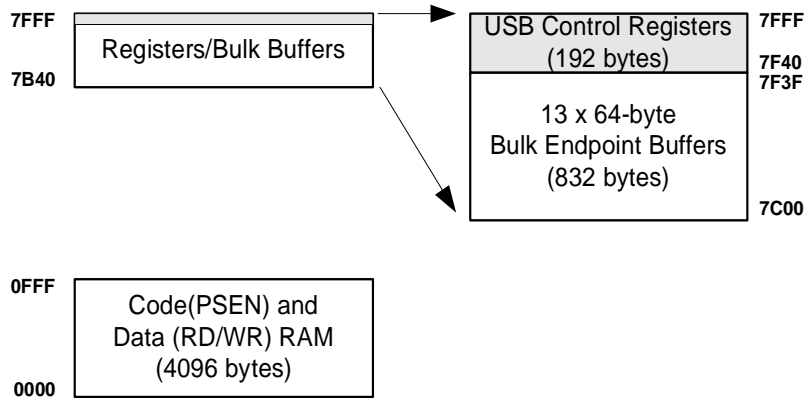 7FFF
Registers/Bulk Buffers
7B40
USB Control Registers
(192 bytes)
7FFF
7F40
7F3F
13 x 64-byte
Bulk Endpoint Buffers
(832 bytes)
7C00
0FFF
Code(PSEN) and
Data (RD/WR) RAM
(4096 bytes)
0000